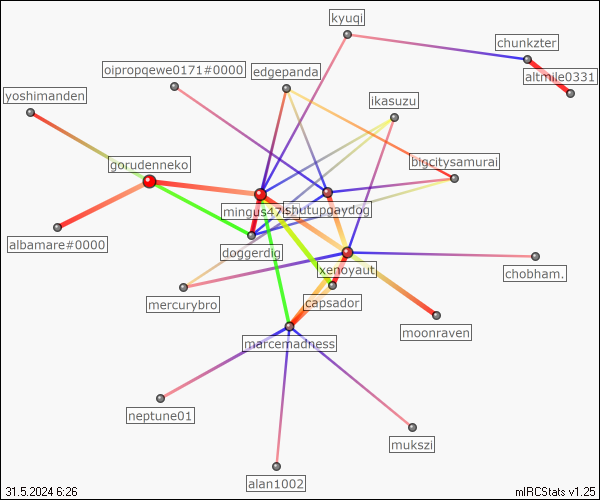 kyuqi
chunkzter
oipropqewe0171#0000
edgepanda
altmile0331
yoshimanden
ikasuzu
gorudenneko
bigcitysamurai
mingus47
shutupgaydog
albamare#0000
doggerdig
xenoyaut
chobham.
mercurybro
capsador
moonraven
marcemadness
neptune01
mukszi
alan1002
31.5.2024 6:26
mIRCStats v1.25